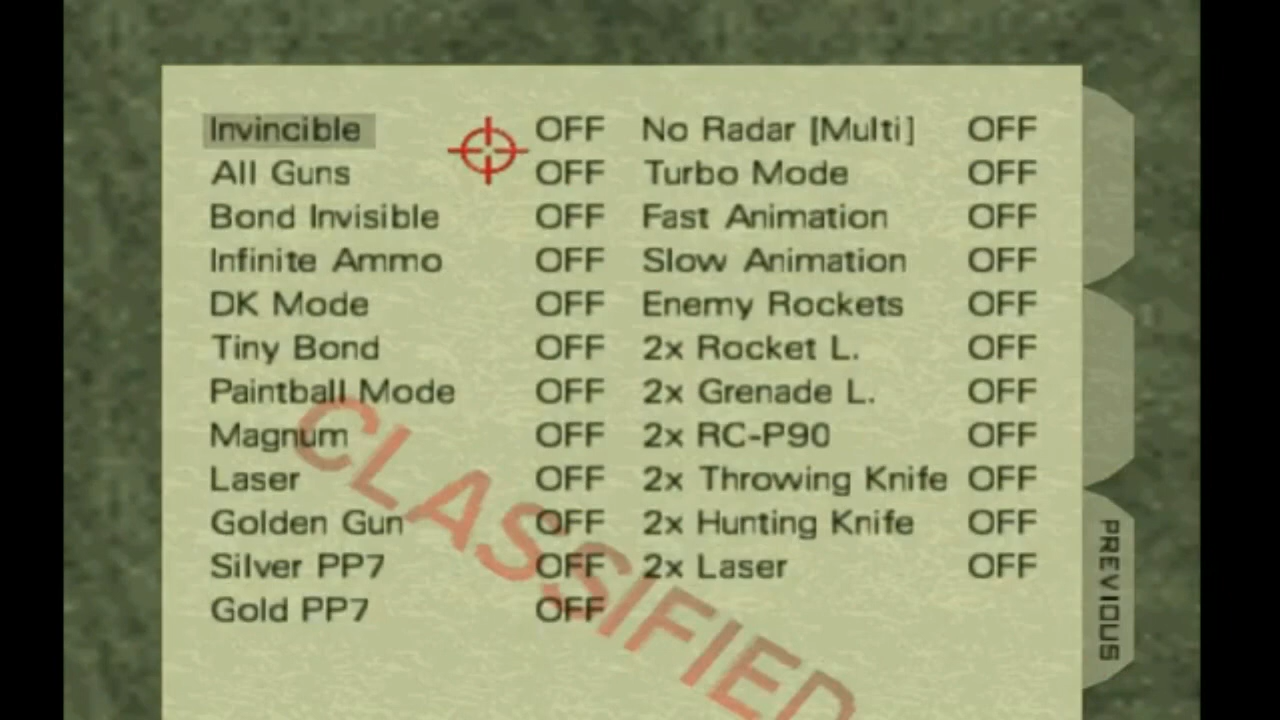 Invincible OFF No Radar [Multi] OFF
All Guns OFF Turbo Mode OFF
Bond Invisible OFF Fast Animation OFF
Infinite Ammo OFF Slow Animation OFF
DK Mode OFF Enemy Rockets OFF
Tiny Bond OFF 2x Rocket L. OFF
Paintball Mode OFF 2x Grenade L. OFF
Magnum OFF 2x RC-P90 OFF
Laser OFF 2x Throwing Knife OFF
Golden Gun OFF 2x Hunting Knife OFF
Silver PP7 OFF 2x Laser OFF
Gold PP7 OFF
CLASSIFIED
PREVIOUS